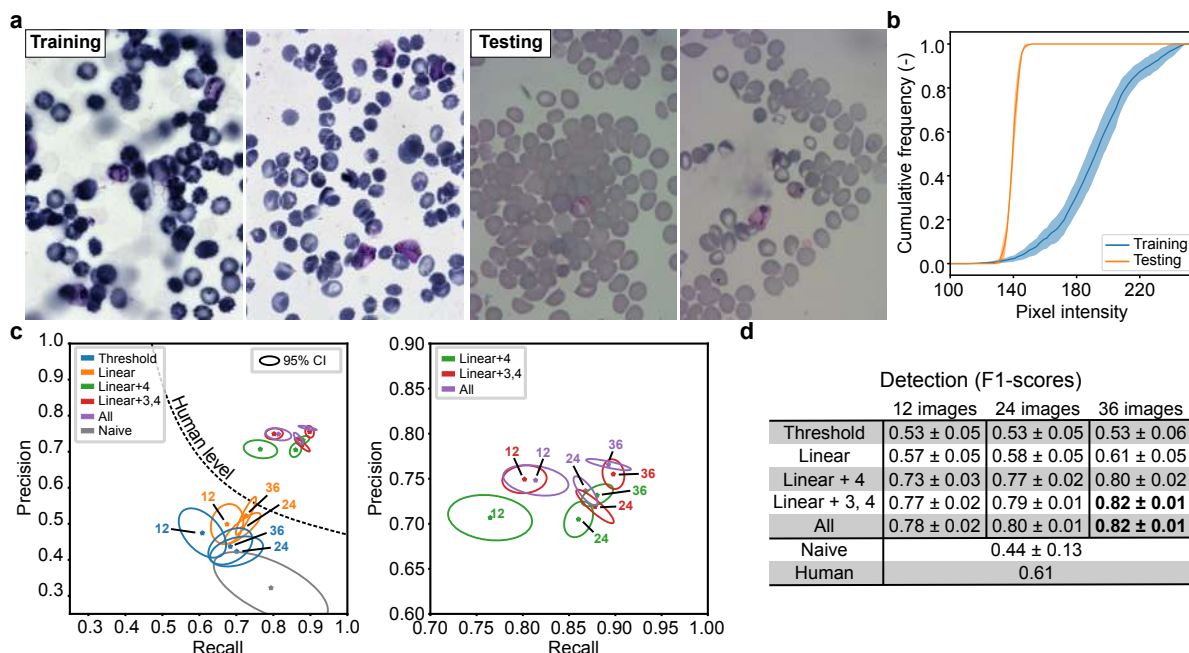 a
Training
Testing
b
1.0
0.8
0.6
0.4
0.2
0.0
Cumulative frequency (-)
Training
Testing
100 140 180 220
Pixel intensity
c
1.0
0.9
0.8
0.7
0.6
0.5
0.4
0.3
Precision
Threshold
Linear
Linear+4
Linear+3,4
All
Naive
95% CI
Human level
12
36
24
12
36
24
0.3 0.4 0.5 0.6 0.7 0.8 0.9 1.0
Recall
0.90
0.85
0.80
0.75
0.70
0.65
0.60
Precision
Linear+4
Linear+3,4
All
36
12
12
24
36
36
24
12
24
0.70 0.75 0.80 0.85 0.90 0.95 1.00
Recall
d
Detection (F1-scores)
12 images 24 images 36 images
Threshold 0.53 ± 0.05 0.53 ± 0.05 0.53 ± 0.06
Linear 0.57 ± 0.05 0.58 ± 0.05 0.61 ± 0.05
Linear + 4 0.73 ± 0.03 0.77 ± 0.02 0.80 ± 0.02
Linear + 3, 4 0.77 ± 0.02 0.79 ± 0.01 0.82 ± 0.01
All 0.78 ± 0.02 0.80 ± 0.01 0.82 ± 0.01
Naive 0.44 ± 0.13
Human 0.61